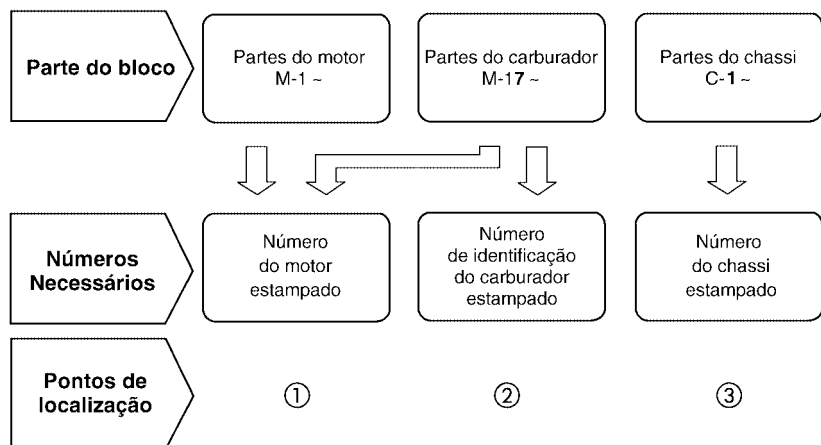 Parte do bloco
Partes do motor
M-1 ~
Partes do carburador
M-17 ~
Partes do chassi
C-1 ~
Números
Necessários
Número
do motor
estampado
Número
de identificação
do carburador
estampado
Número
do chassi
estampado
Pontos de
localização
①
②
③